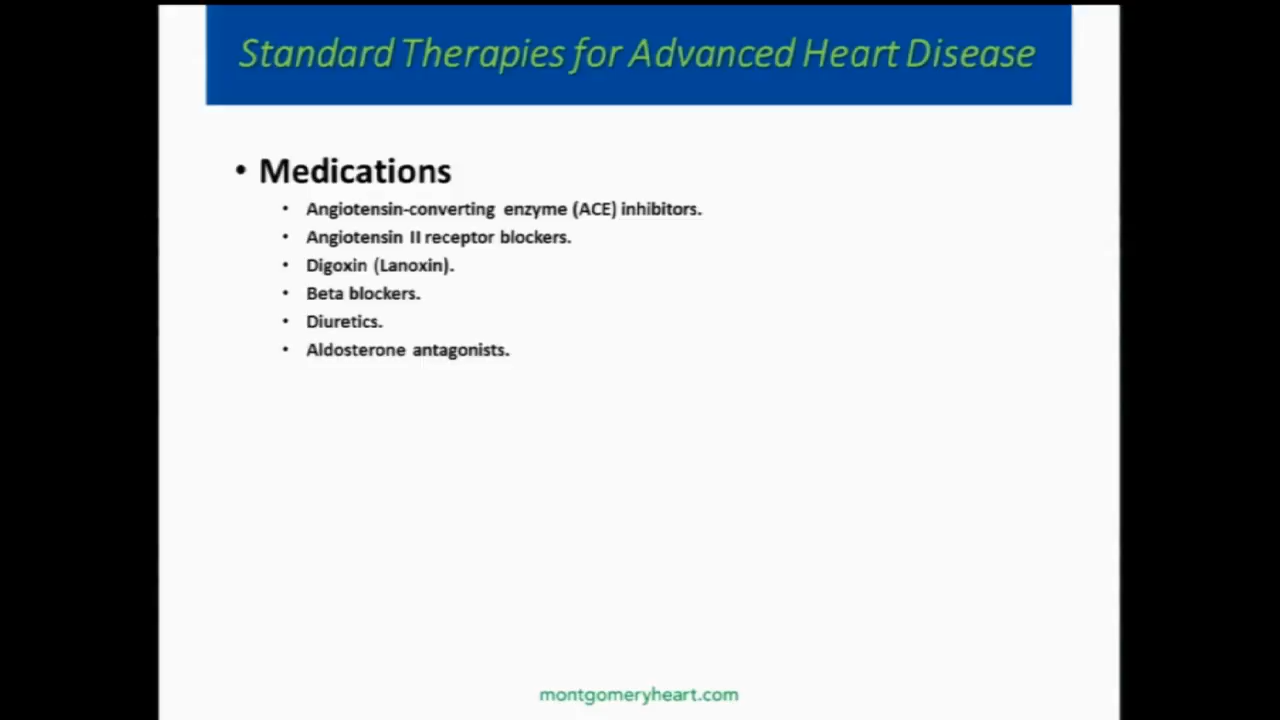 Standard Therapies for Advanced Heart Disease
• Medications
• Angiotensin-converting enzyme (ACE) inhibitors.
• Angiotensin II receptor blockers.
• Digoxin (Lanoxin).
• Beta blockers.
• Diuretics.
• Aldosterone antagonists.
montgomeryheart.com